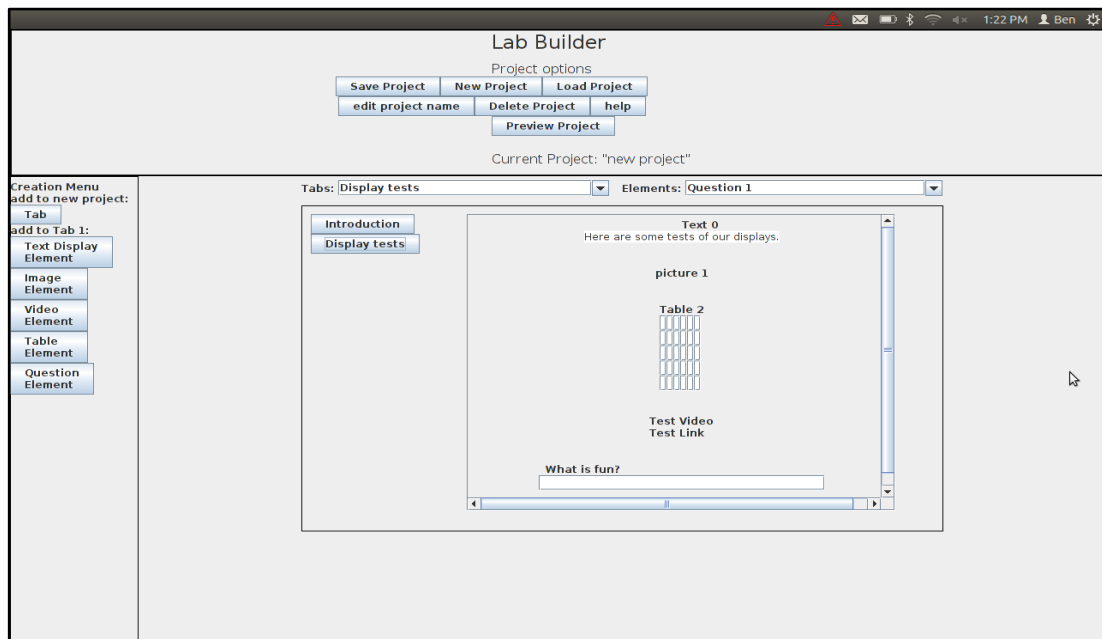 1:22 PM Ben
Lab Builder
Project options
Save Project New Project Load Project
edit project name Delete Project help
Preview Project
Current Project: "new project"
Creation Menu
add to new project:
Tab
add to Tab 1:
Text Display
Element
Image
Element
Video
Element
Table
Element
Question
Element
Tabs: Display tests Elements: Question 1
Introduction
Display tests
Text 0
Here are some tests of our displays.
picture 1
Table 2
Test Video
Test Link
What is fun?